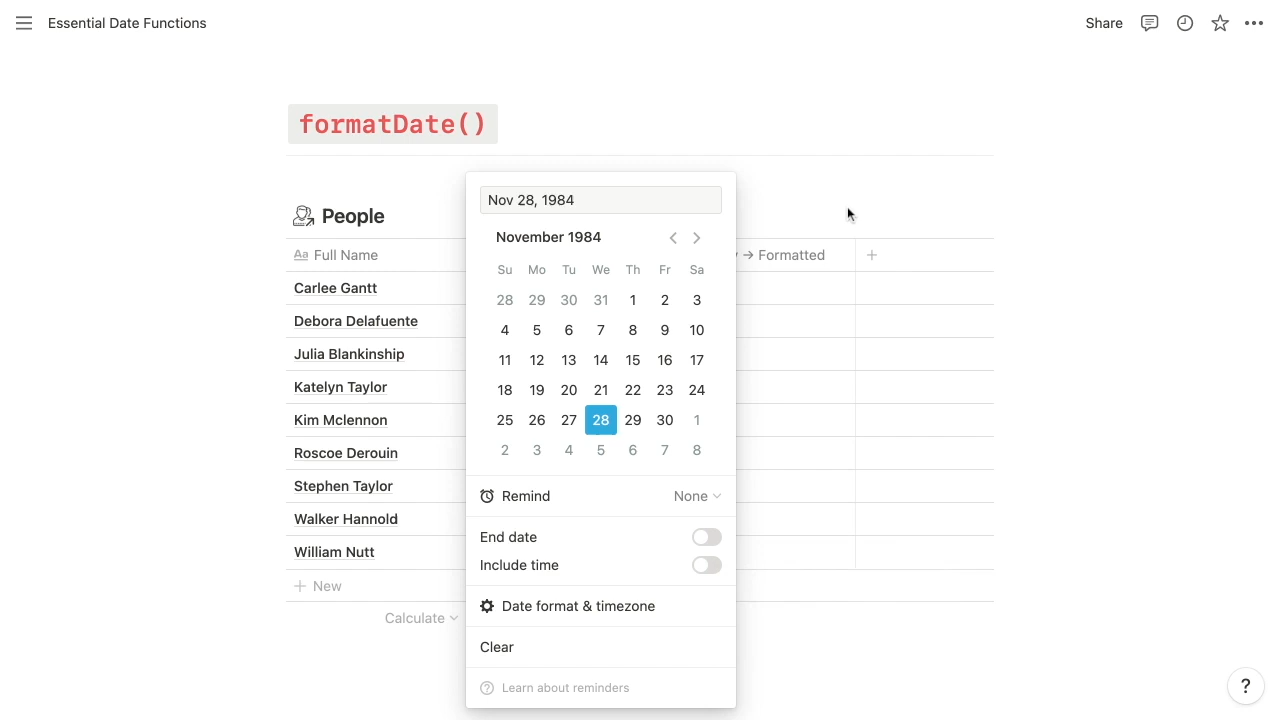 Essential Date Functions
Share
formatDate()
People
Aa Full Name
→ Formatted
Carlee Gantt
Debora Delafuente
Julia Blankinship
Katelyn Taylor
Kim Mclennon
Roscoe Derouin
Stephen Taylor
Walker Hannold
William Nutt
+ New
Calculate
Nov 28, 1984
November 1984
Su Mo Tu We Th Fr Sa
28 29 30 31 1 2 3
4 5 6 7 8 9 10
11 12 13 14 15 16 17
18 19 20 21 22 23 24
25 26 27 28 29 30 1
2 3 4 5 6 7 8
Remind None
End date
Include time
Date format & timezone
Clear
Learn about reminders
?